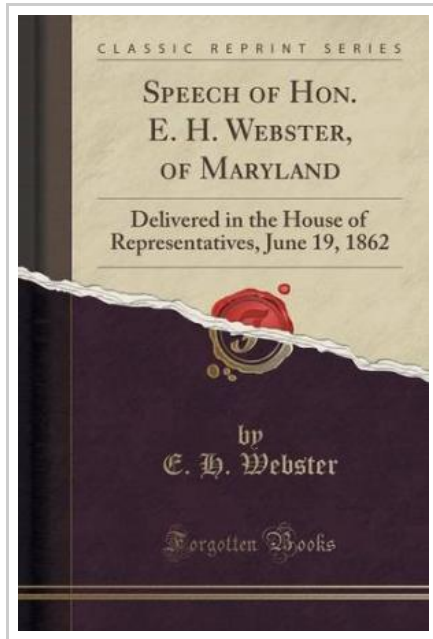 CLASSIC REPRINT SERIES
SPEECH OF HON.
E. H. WEBSTER,
OF MARYLAND
Delivered in the House of
Representatives, June 19, 1862
by
E. H. Webster
Forgotten Books